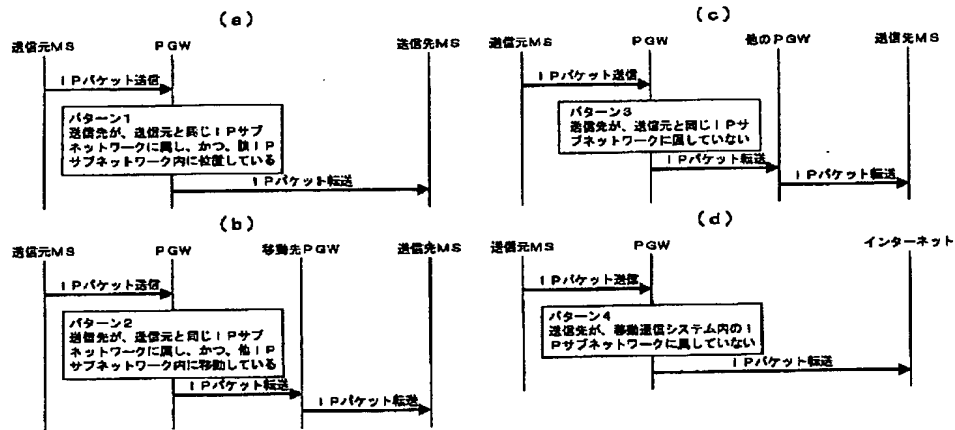 (a)
送信元MS PGW 送信先MS
IPパケット送信
パターン1
送信先が、送信元と同じIPサブ
ネットワークに属し、かつ、該IP
サブネットワーク内に位置している
IPパケット転送
(b)
送信元MS PGW 移動先PGW 送信先MS
IPパケット送信
パターン2
送信先が、送信元と同じIPサブ
ネットワークに属し、かつ、他IP
サブネットワーク内に移動している
IPパケット転送
IPパケット転送
(c)
送信元MS PGW 他のPGW 送信先MS
IPパケット送信
パターン3
送信先が、送信元と同じIPサ
ブネットワークに属していない
IPパケット転送
IPパケット転送
(d)
送信元MS PGW インターネット
IPパケット送信
パターン4
送信先が、移動通信システム内のI
Pサブネットワークに属していない
IPパケット転送